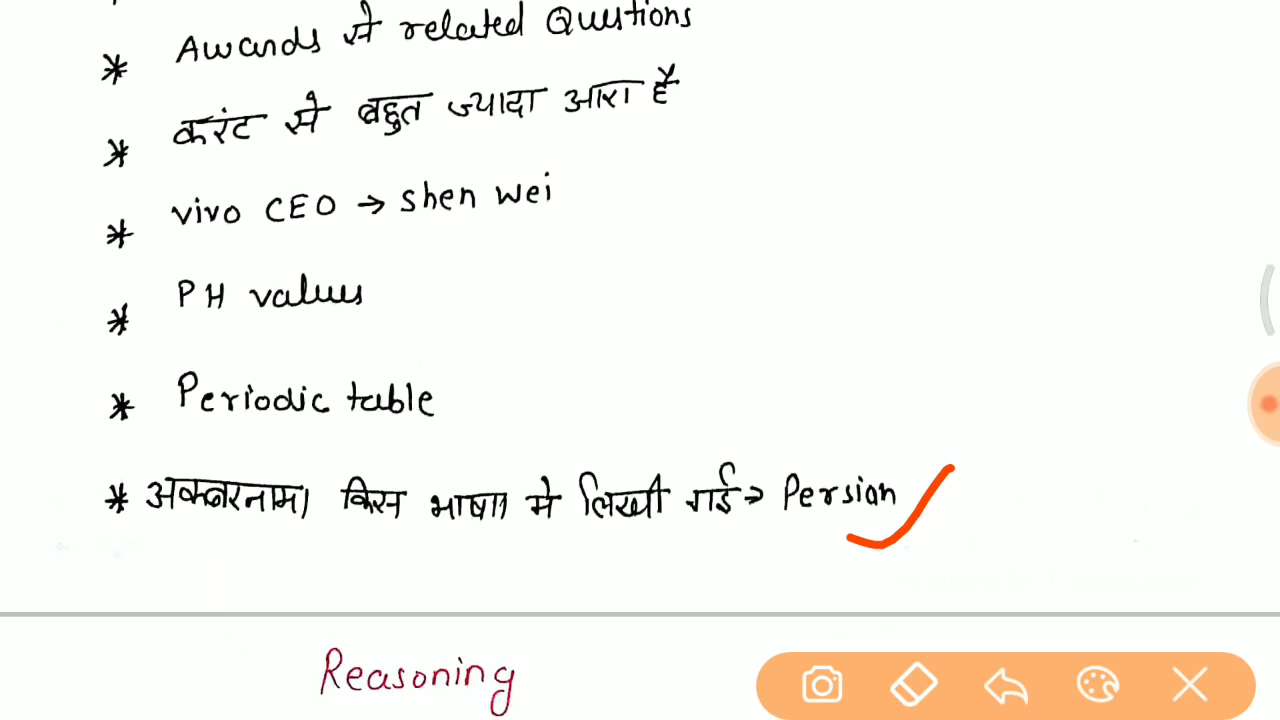 * Awards से related Questions
* करंट से बहुत ज्यादा आरा है
* vivo CEO → shen wei
* PH values
* Periodic table
* अकबरनामा किस भाषा मे लिखी गई → Persian
Reasoning